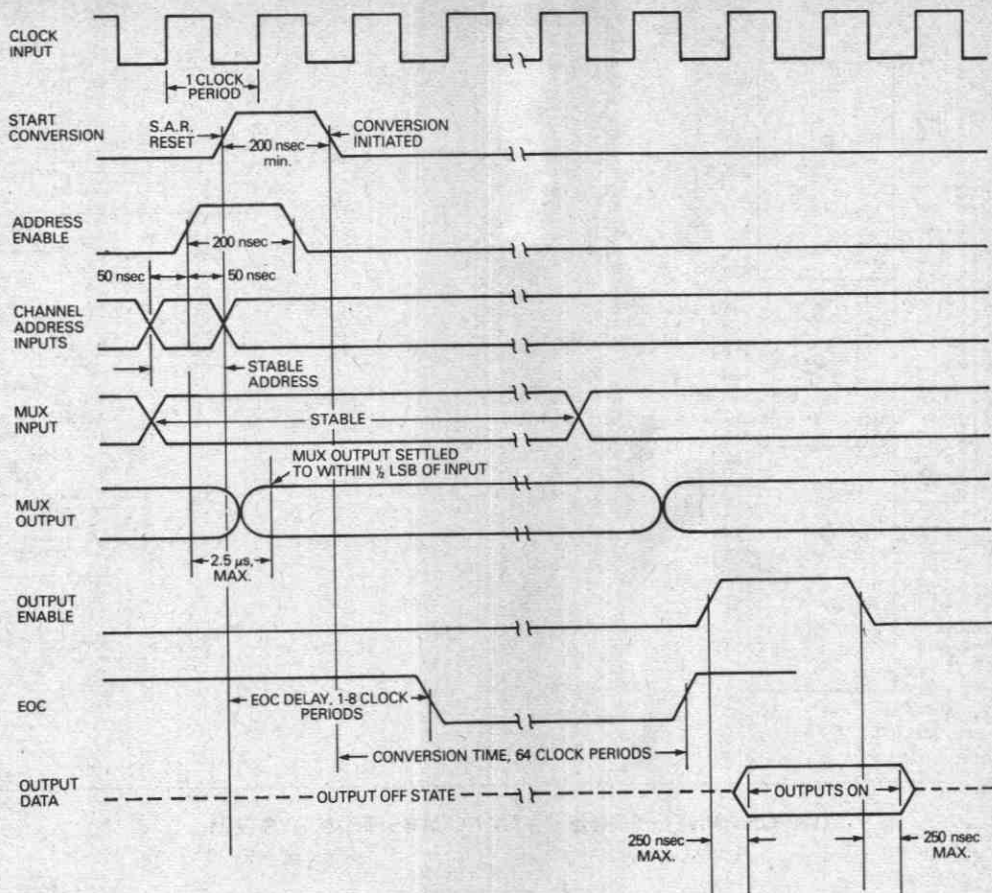 CLOCK
INPUT
1 CLOCK
PERIOD
START
CONVERSION
S.A.R.
RESET
200 nsec
min.
CONVERSION
INITIATED
ADDRESS
ENABLE
200 nsec
50 nsec
50 nsec
CHANNEL
ADDRESS
INPUTS
STABLE
ADDRESS
MUX
INPUT
STABLE
MUX OUTPUT SETTLED
TO WITHIN ½ LSB OF INPUT
MUX
OUTPUT
2.5 µs,
MAX.
OUTPUT
ENABLE
EOC
EOC DELAY, 1-8 CLOCK
PERIODS
CONVERSION TIME, 64 CLOCK PERIODS
OUTPUT
DATA
OUTPUT OFF STATE
OUTPUTS ON
250 nsec
MAX.
250 nsec
MAX.